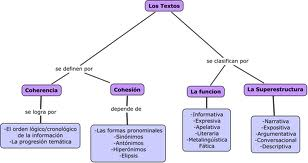 Los Textos
se definen por
se clasifican por
Coherencia
Cohesión
La funcion
La Superestructura
se logra por
depende de
-El orden lógico/cronológico
de la información
-La progresión temática
-Las formas pronominales
-Sinónimos
-Antónimos
-Hiperónimos
-Elipsis
-Informativa
-Expresiva
-Apelativa
-Literaria
Metalingüística
Fática
-Narrativa
-Expositiva
-Argumentativa
-Conversacional
-Descriptiva